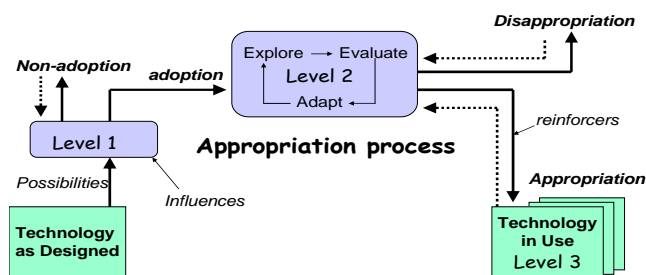 Disappropriation
Non-adoption
adoption
Explore
Evaluate
Level 2
Adapt
Level 1
Appropriation process
reinforcers
Possibilities
Influences
Appropriation
Technology
as Designed
Technology
in Use
Level 3